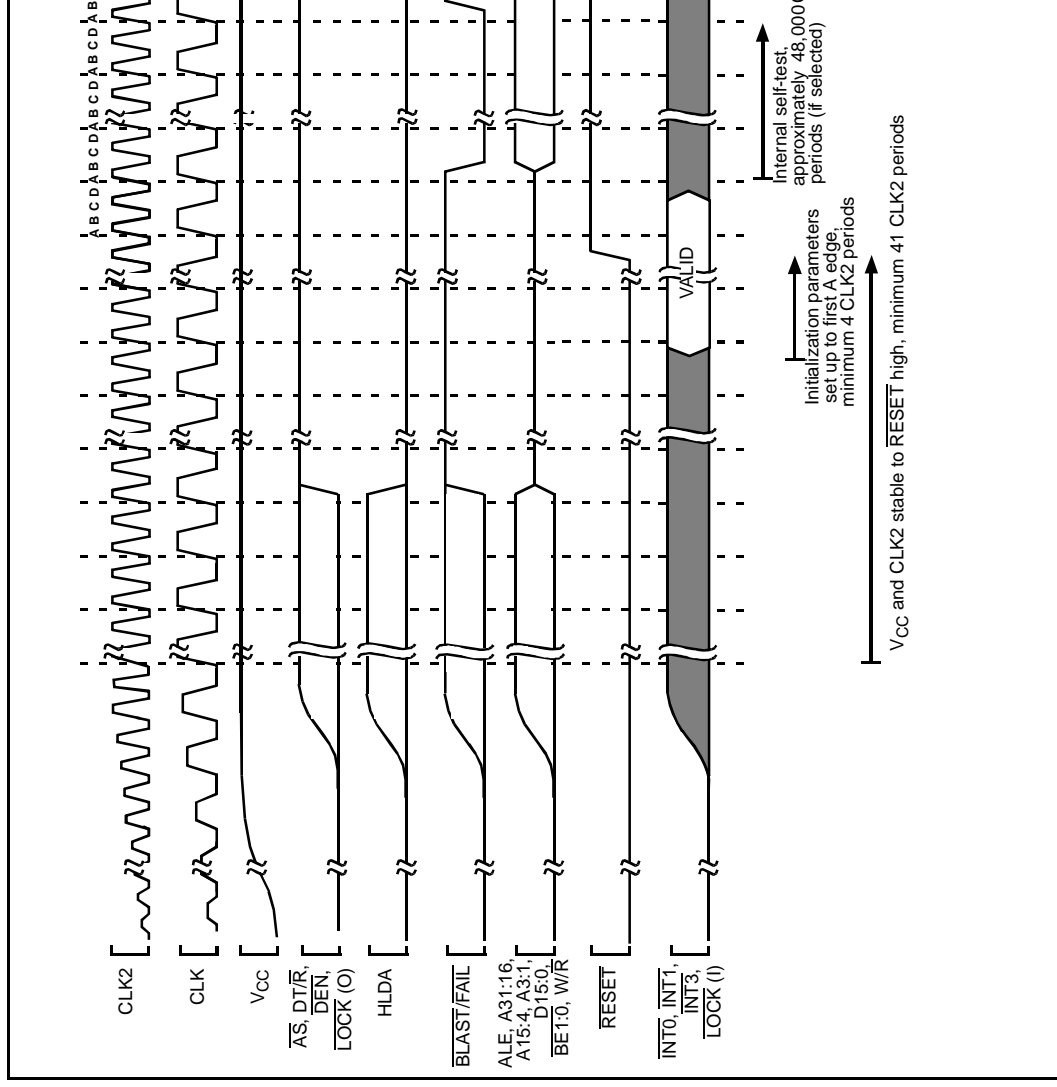 A B C D A B C D A B C D A B C D A B
CLK2
CLK
VCC
AS, DT/R,
DEN,
LOCK (O)
HLDA
BLAST/FAIL
ALE, A31:16,
A15:4, A3:1,
D15:0,
BE1:0, W/R
RESET
INT0, INT1,
INT3,
LOCK (I)
VALID
Internal self-test,
approximately 48,000
periods (if selected)
Initialization parameters
set up to first A edge,
minimum 4 CLK2 periods
VCC and CLK2 stable to RESET high, minimum 41 CLK2 periods